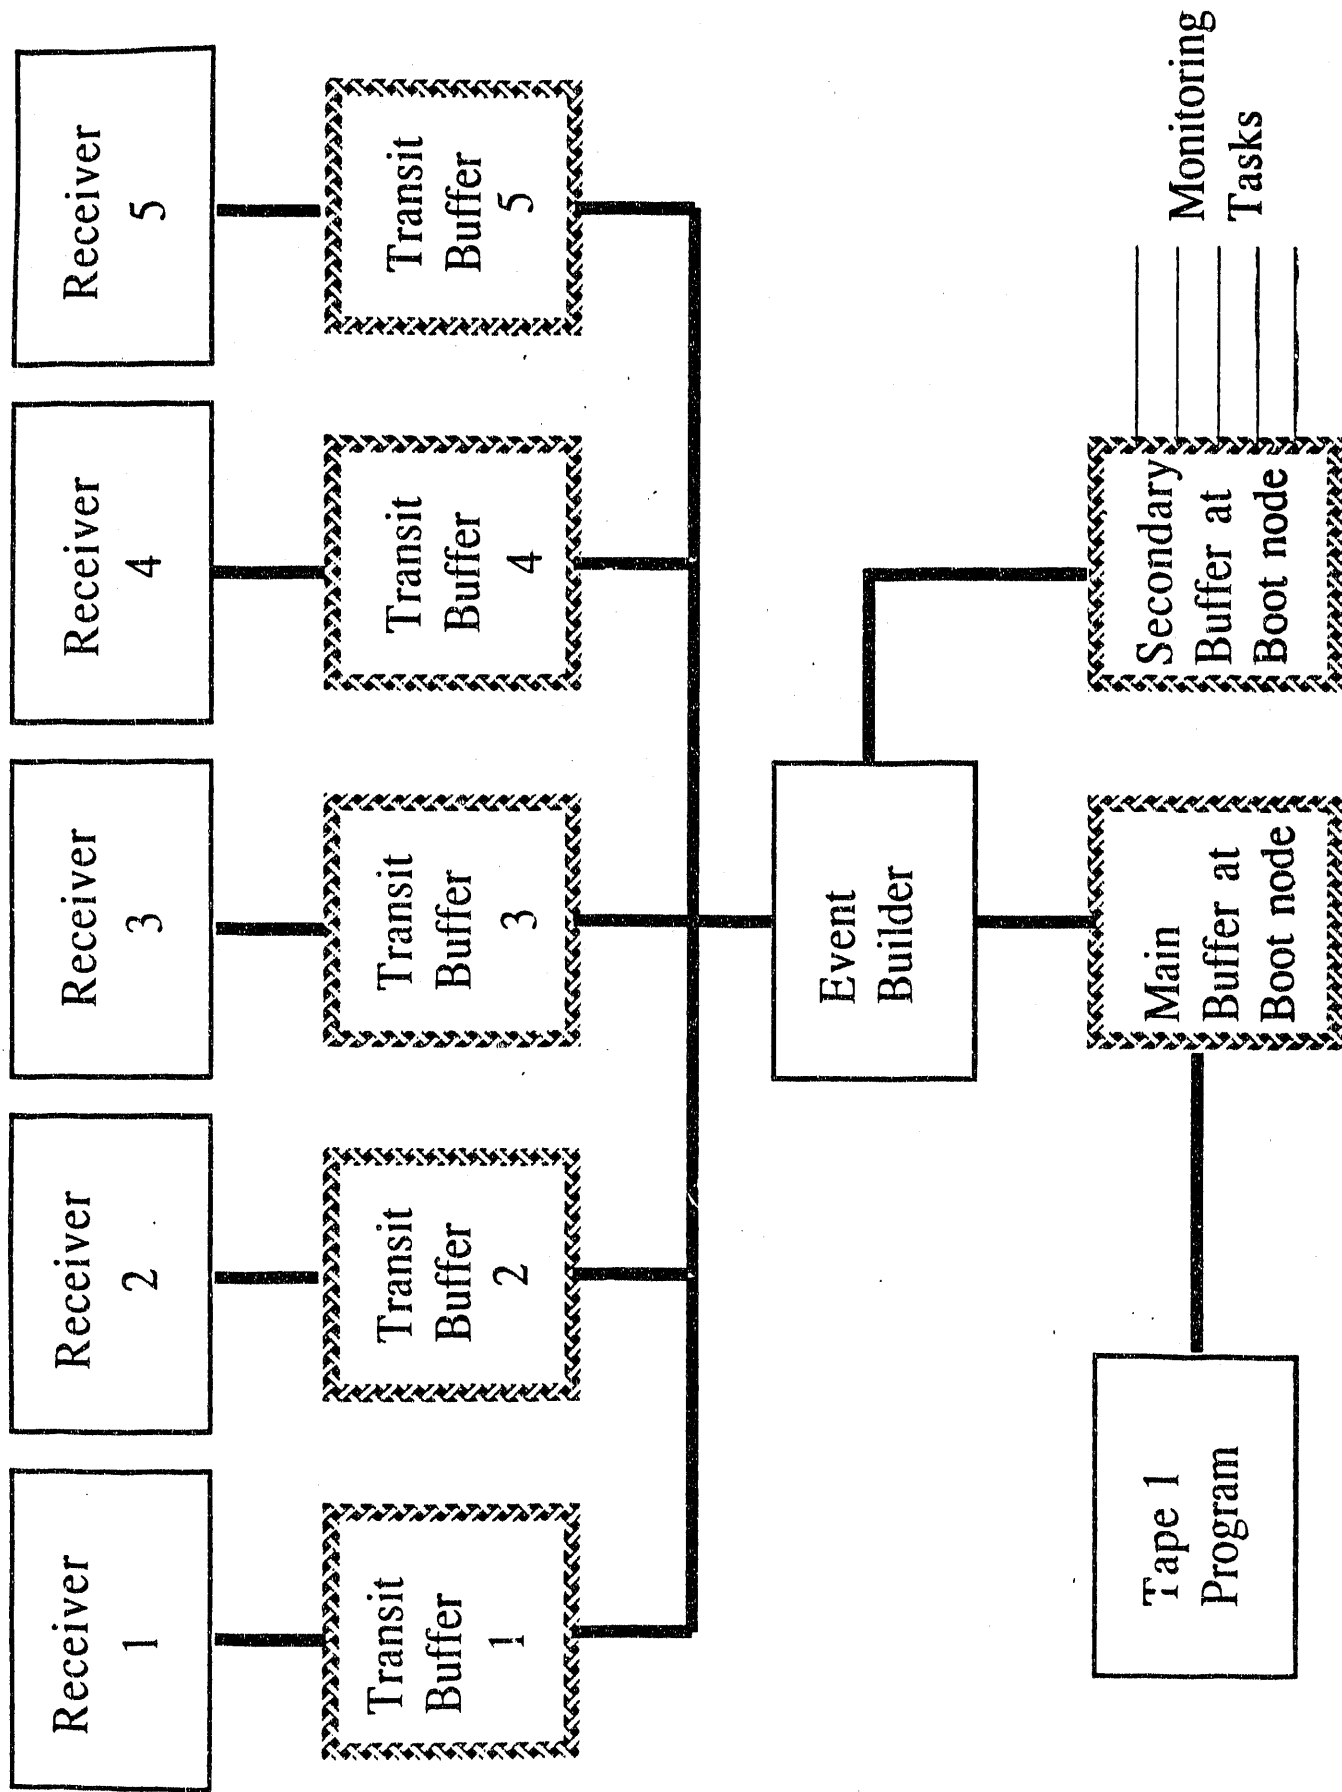 Receiver
1
Receiver
2
Receiver
3
Receiver
4
Receiver
5
Transit
Buffer
1
Transit
Buffer
2
Transit
Buffer
3
Transit
Buffer
4
Transit
Buffer
5
Event
Builder
Tape 1
Program
Main
Buffer at
Boot node
Secondary
Buffer at
Boot node
Monitoring
Tasks